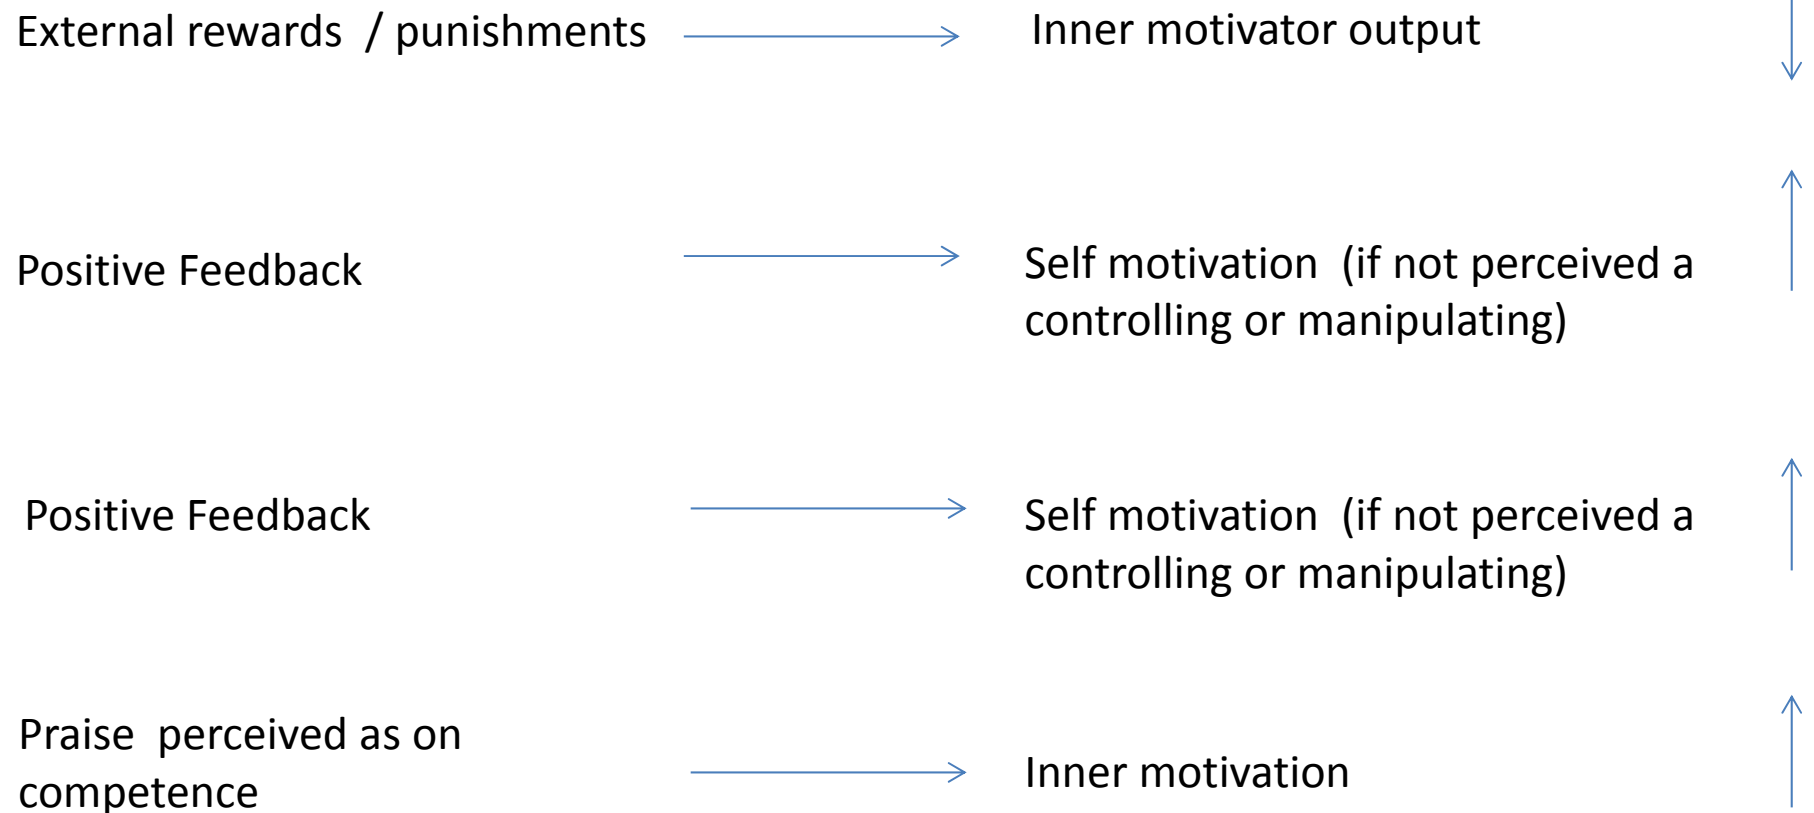 External rewards / punishments
Inner motivator output
Positive Feedback
Self motivation (if not perceived a
controlling or manipulating)
Positive Feedback
Self motivation (if not perceived a
controlling or manipulating)
Praise perceived as on
competence
Inner motivation